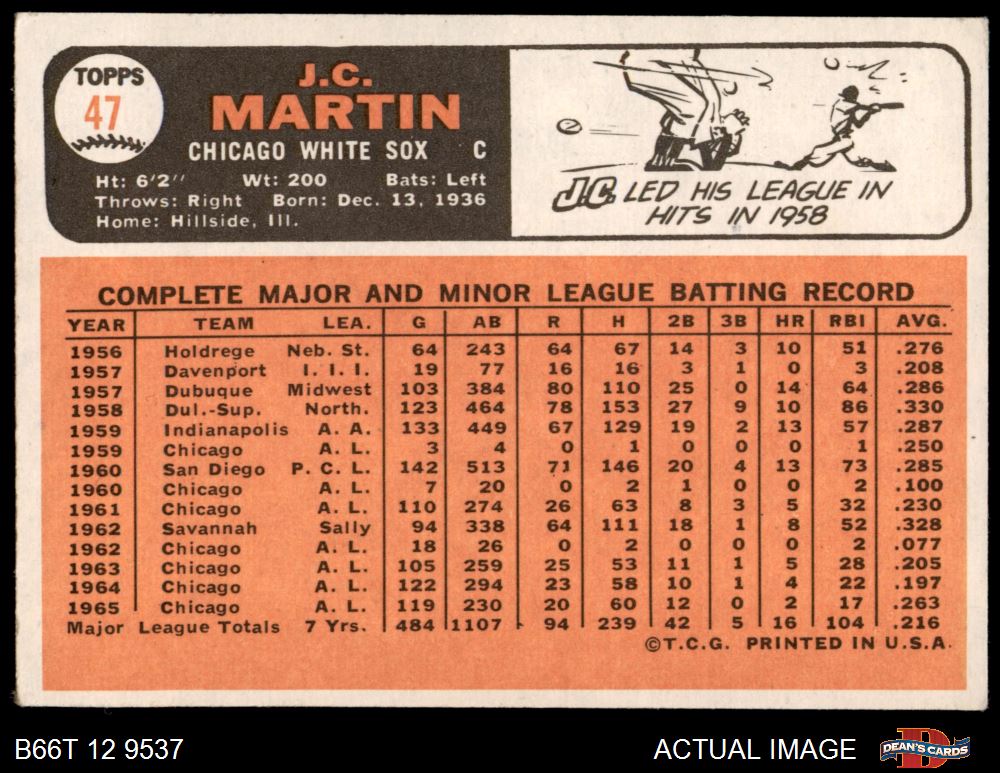 TOPPS
47
J.C.
MARTIN
CHICAGO WHITE SOX C
Ht: 6'2" Wt: 200 Bats: Left
Throws: Right Born: Dec. 13, 1936
Home: Hillside, Ill.
J.C. LED HIS LEAGUE IN
HITS IN 1958
COMPLETE MAJOR AND MINOR LEAGUE BATTING RECORD
YEAR TEAM LEA. G AB R H 2B 3B HR RBI AVG.
1956 Holdrege Neb. St. 64 243 64 67 14 3 10 51 .276
1957 Davenport I. I. I. 19 77 16 16 3 1 0 3 .208
1957 Dubuque Midwest 103 384 80 110 25 0 14 64 .286
1958 Dul.-Sup. North. 123 464 78 153 27 9 10 86 .330
1959 Indianapolis A. A. 133 449 67 129 19 2 13 57 .287
1959 Chicago A. L. 3 4 0 1 0 0 0 1 .250
1960 San Diego P. C. L. 142 513 71 146 20 4 13 73 .285
1960 Chicago A. L. 7 20 0 2 1 0 0 2 .100
1961 Chicago A. L. 110 274 26 63 8 3 5 32 .230
1962 Savannah Sally 94 338 64 111 18 1 8 52 .328
1962 Chicago A. L. 18 26 0 2 0 0 0 2 .077
1963 Chicago A. L. 105 259 25 53 11 1 5 28 .205
1964 Chicago A. L. 122 294 23 58 10 1 4 22 .197
1965 Chicago A. L. 119 230 20 60 12 0 2 17 .263
Major League Totals 7 Yrs. 484 1107 94 239 42 5 16 104 .216
©T.C.G. PRINTED IN U.S.A.
B66T 12 9537 ACTUAL IMAGE DEAN'S CARDS